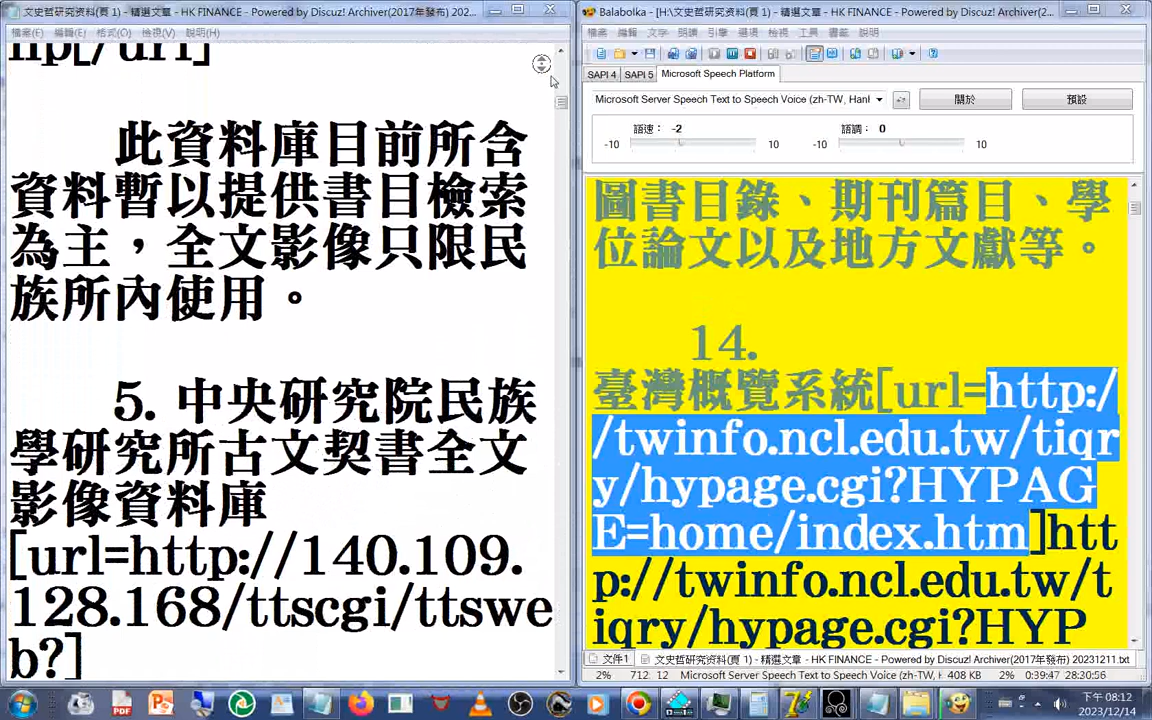 文史哲研究资料(頁 1) - 精選文章 - HK FINANCE - Powered by Discuz! Archiver(2017年發布) 202...
檔案(F) 編輯(E) 格式(O) 檢視(V) 說明(H)
此資料庫目前所含
資料暫以提供書目檢索
為主，全文影像只限民
族所內使用。
5. 中央研究院民族
學研究所古文契書全文
影像資料庫
[url=http://140.109.
128.168/ttscgi/ttswe
b?]
Balabolka - [H:\文史哲研究资料(頁 1) - 精選文章 - HK FINANCE - Powered by Discuz! Archiver(2...
檔案 編輯 文字 朗讀 引擎 選項 檢視 工具 書籤 說明
SAPI 4 SAPI 5 Microsoft Speech Platform
Microsoft Server Speech Text to Speech Voice (zh-TW, Hanl
關於
預設
語速： -2
語調： 0
-10 10 -10 10
圖書目錄、期刊篇目、學
位論文以及地方文獻等。
14.
臺灣概覽系統[url=http:/
/twinfo.ncl.edu.tw/tiqr
y/hypage.cgi?HYPAG
E=home/index.htm]htt
p://twinfo.ncl.edu.tw/t
iqry/hypage.cgi?HYP
文件1 文史哲研究资料(頁 1) - 精選文章 - HK FINANCE - Powered by Discuz! Archiver(2017年發布) 20231211.txt
2% 712 : 12 Microsoft Server Speech Text to Speech Voice (zh-TW, H 408 KB 2% 0:39:47 28:30:56
下午 08:12
2023/12/14